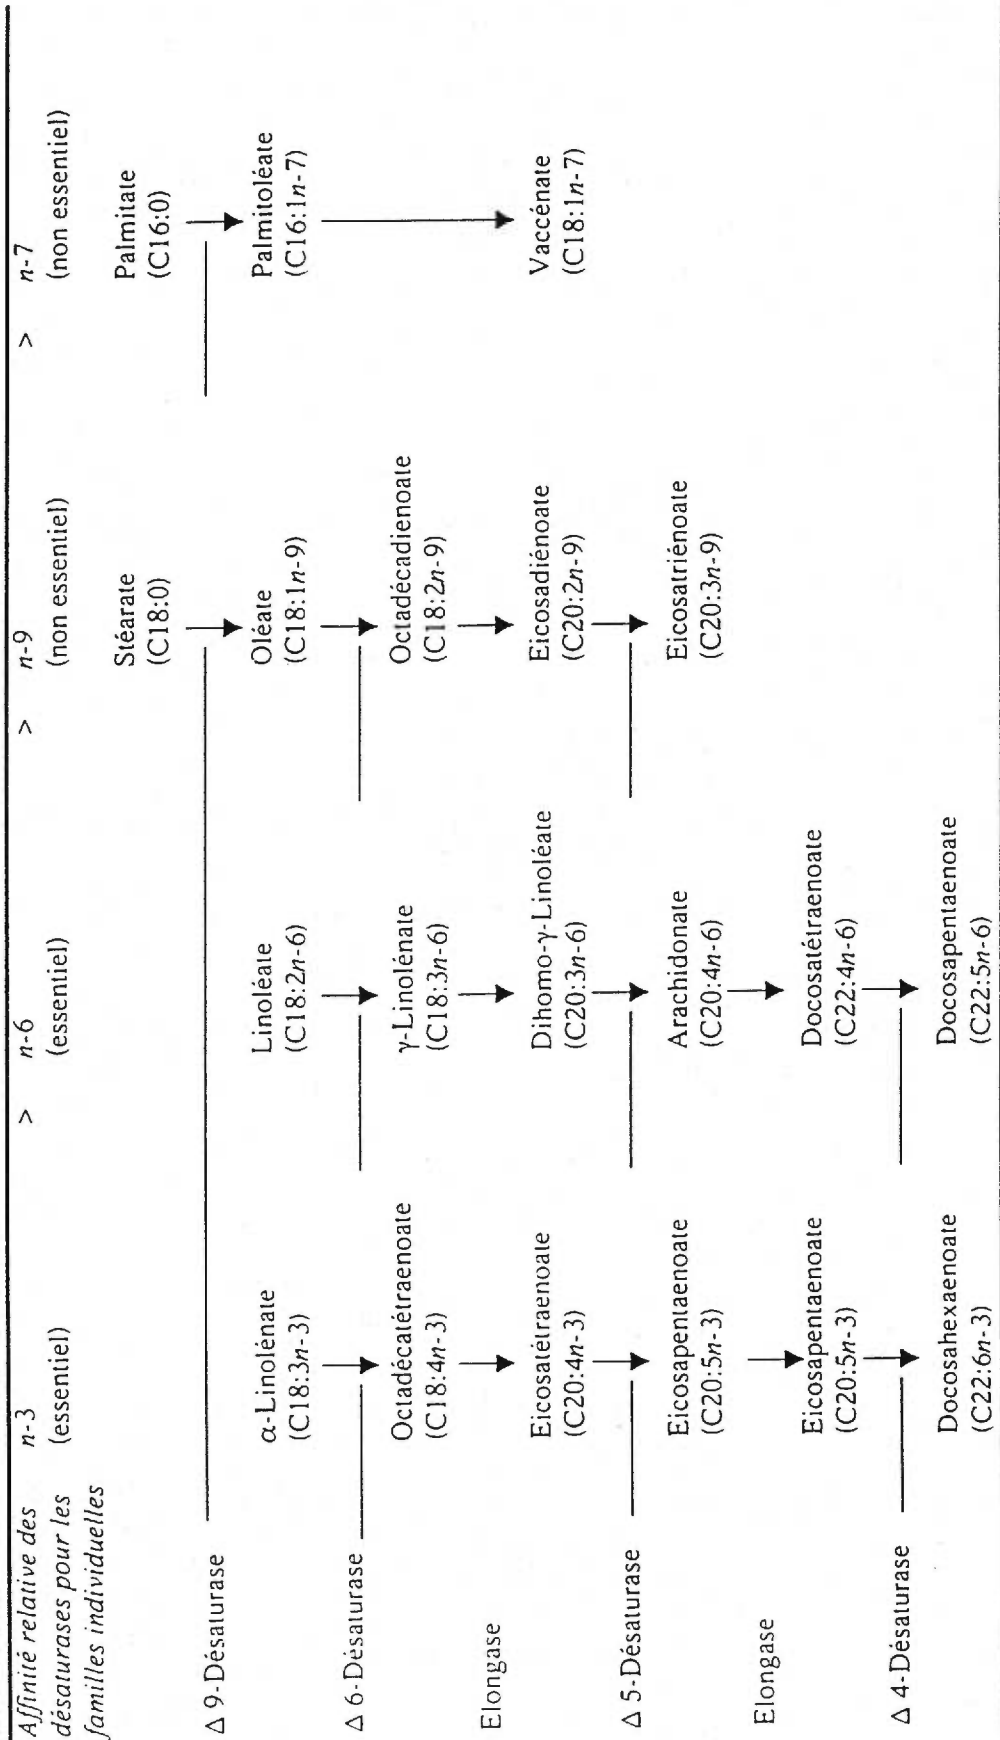 Affinité relative des
désaturases pour les
familles individuelles
n-3
(essentiel)
>
n-6
(essentiel)
>
n-9
(non essentiel)
>
n-7
(non essentiel)
Stéarate
(C18:0)
Palmitate
(C16:0)
Δ 9-Désaturase
α-Linolénate
(C18:3n-3)
Linoléate
(C18:2n-6)
Oléate
(C18:1n-9)
Palmitoléate
(C16:1n-7)
Δ 6-Désaturase
Octadécatétraenoate
(C18:4n-3)
γ-Linolénate
(C18:3n-6)
Octadécadienoate
(C18:2n-9)
Elongase
Eicosatétraenoate
(C20:4n-3)
Dihomo-γ-Linoléate
(C20:3n-6)
Eicosadiénoate
(C20:2n-9)
Vaccénate
(C18:1n-7)
Δ 5-Désaturase
Eicosapentaenoate
(C20:5n-3)
Arachidonate
(C20:4n-6)
Eicosatriénoate
(C20:3n-9)
Elongase
Eicosapentaenoate
(C20:5n-3)
Docosatétraenoate
(C22:4n-6)
Δ 4-Désaturase
Docosahexaenoate
(C22:6n-3)
Docosapentaenoate
(C22:5n-6)